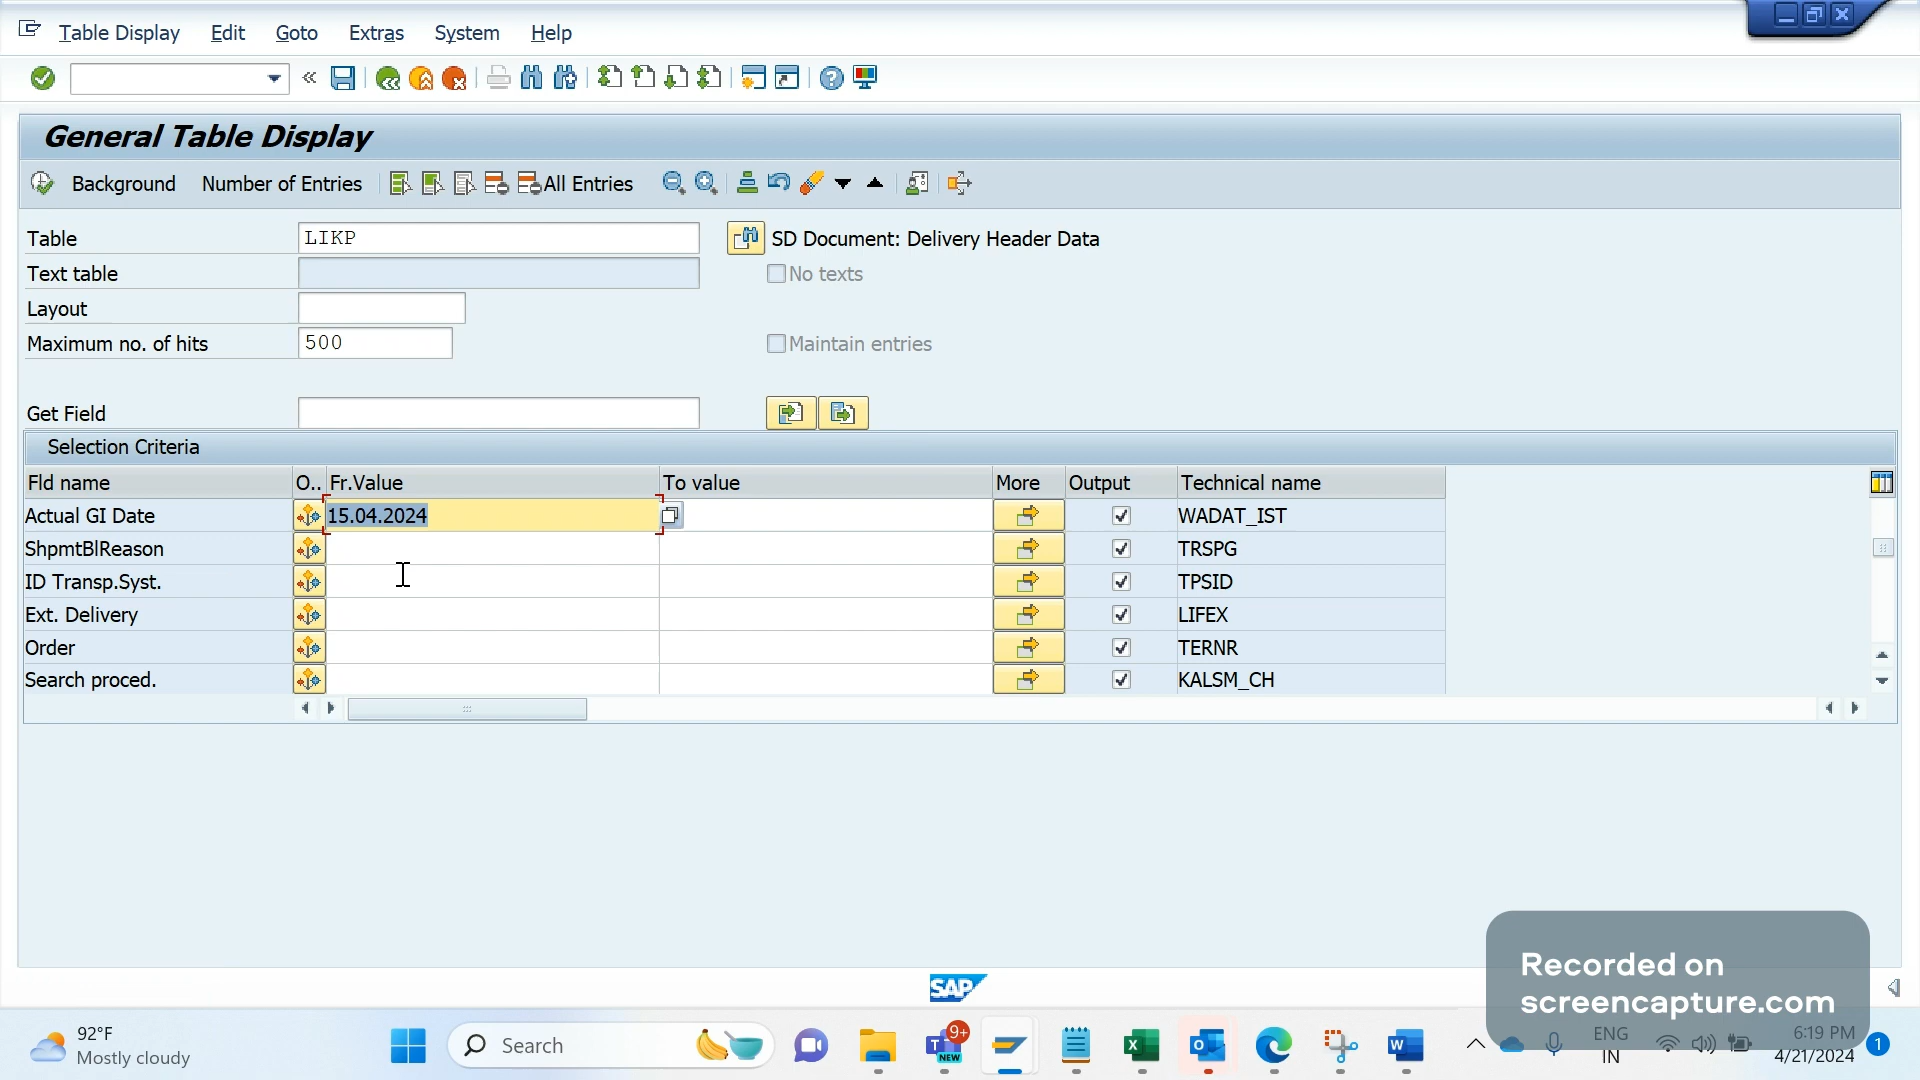 Table Display Edit Goto Extras System Help
General Table Display
Background Number of Entries All Entries
Table LIKP SD Document: Delivery Header Data
Text table No texts
Layout
Maximum no. of hits 500 Maintain entries
Get Field
Selection Criteria
Fld name O.. Fr.Value To value More Output Technical name
Actual GI Date 15.04.2024 WADAT_IST
ShpmtBlReason TRSPG
ID Transp.Syst. TPSID
Ext. Delivery LIFEX
Order TERNR
Search proced. KALSM_CH
SAP
Recorded on
screencapture.com
92°F
Mostly cloudy
Search
9+
T
NEW
X
W
ENG
IN
6:19 PM
4/21/2024
1